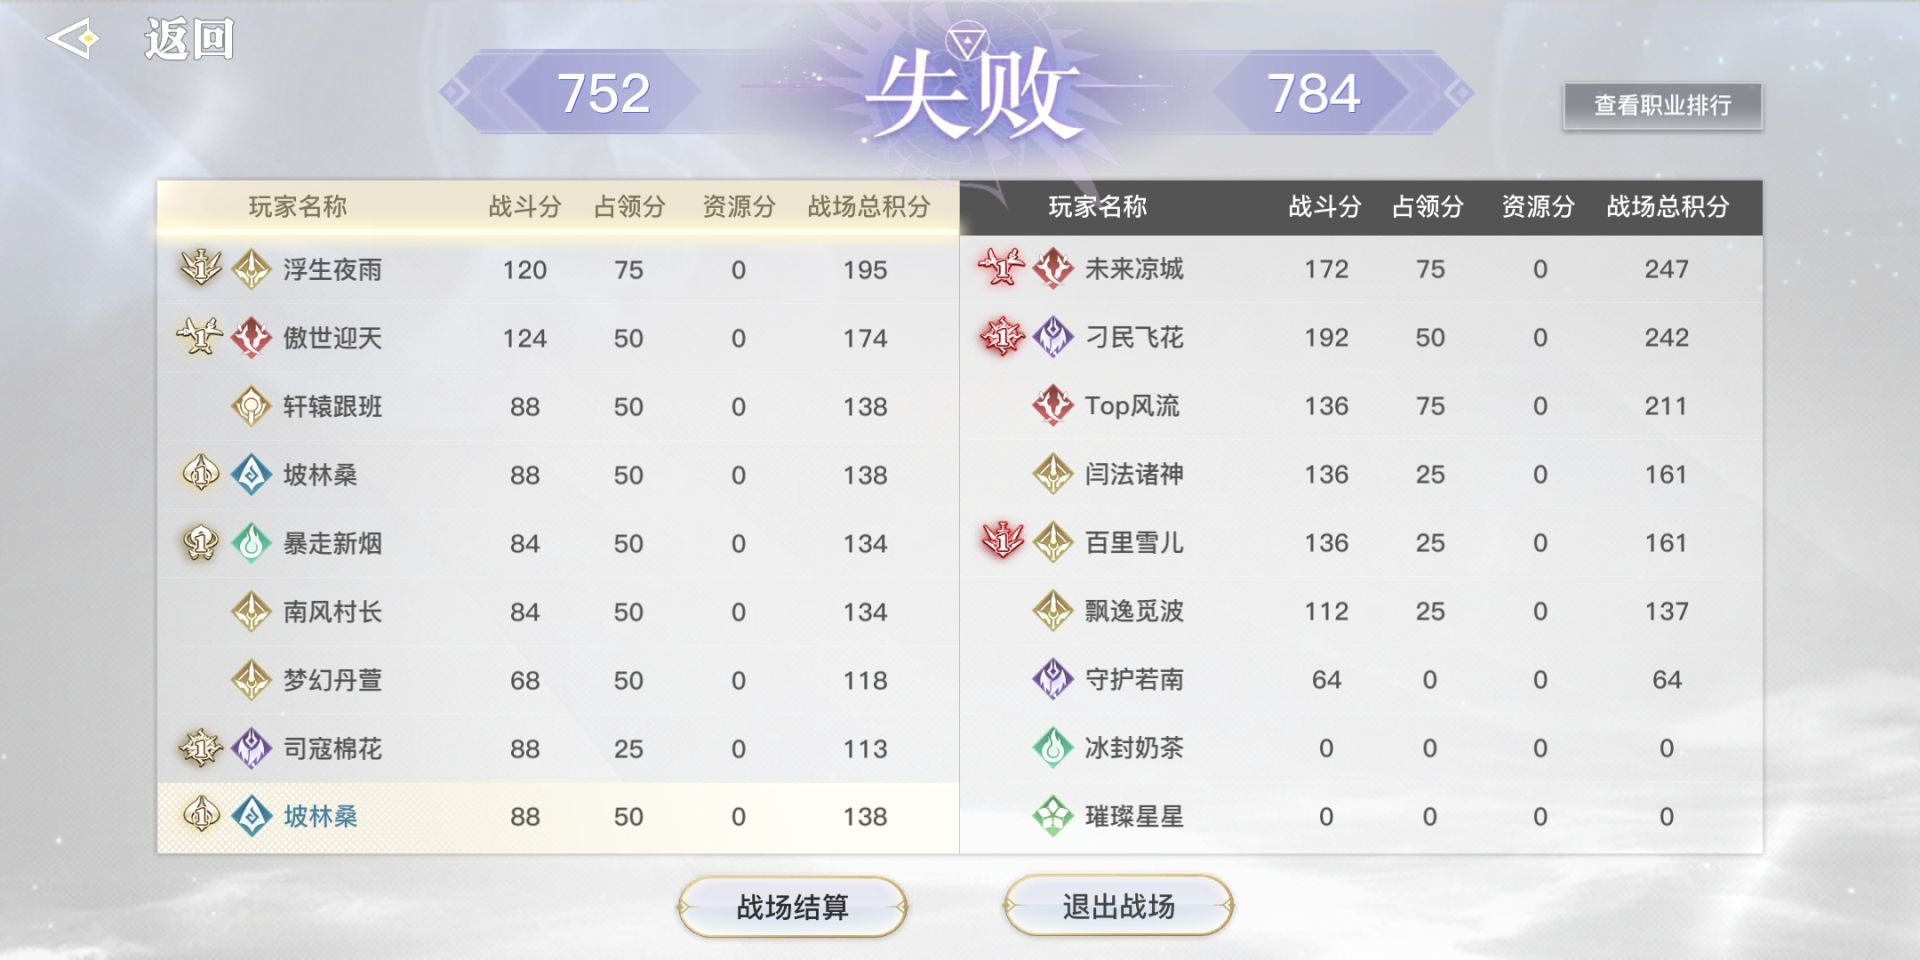 返回
752 失败 784
查看职业排行
玩家名称 战斗分 占领分 资源分 战场总积分
1 浮生夜雨 120 75 0 195
1 傲世迎天 124 50 0 174
轩辕跟班 88 50 0 138
1 坡林桑 88 50 0 138
1 暴走新烟 84 50 0 134
南风村长 84 50 0 134
梦幻丹萱 68 50 0 118
1 司寇棉花 88 25 0 113
1 坡林桑 88 50 0 138
玩家名称 战斗分 占领分 资源分 战场总积分
1 未来凉城 172 75 0 247
1 刁民飞花 192 50 0 242
Top风流 136 75 0 211
闫法诸神 136 25 0 161
1 百里雪儿 136 25 0 161
飘逸觅波 112 25 0 137
守护若南 64 0 0 64
冰封奶茶 0 0 0 0
璀璨星星 0 0 0 0
战场结算
退出战场